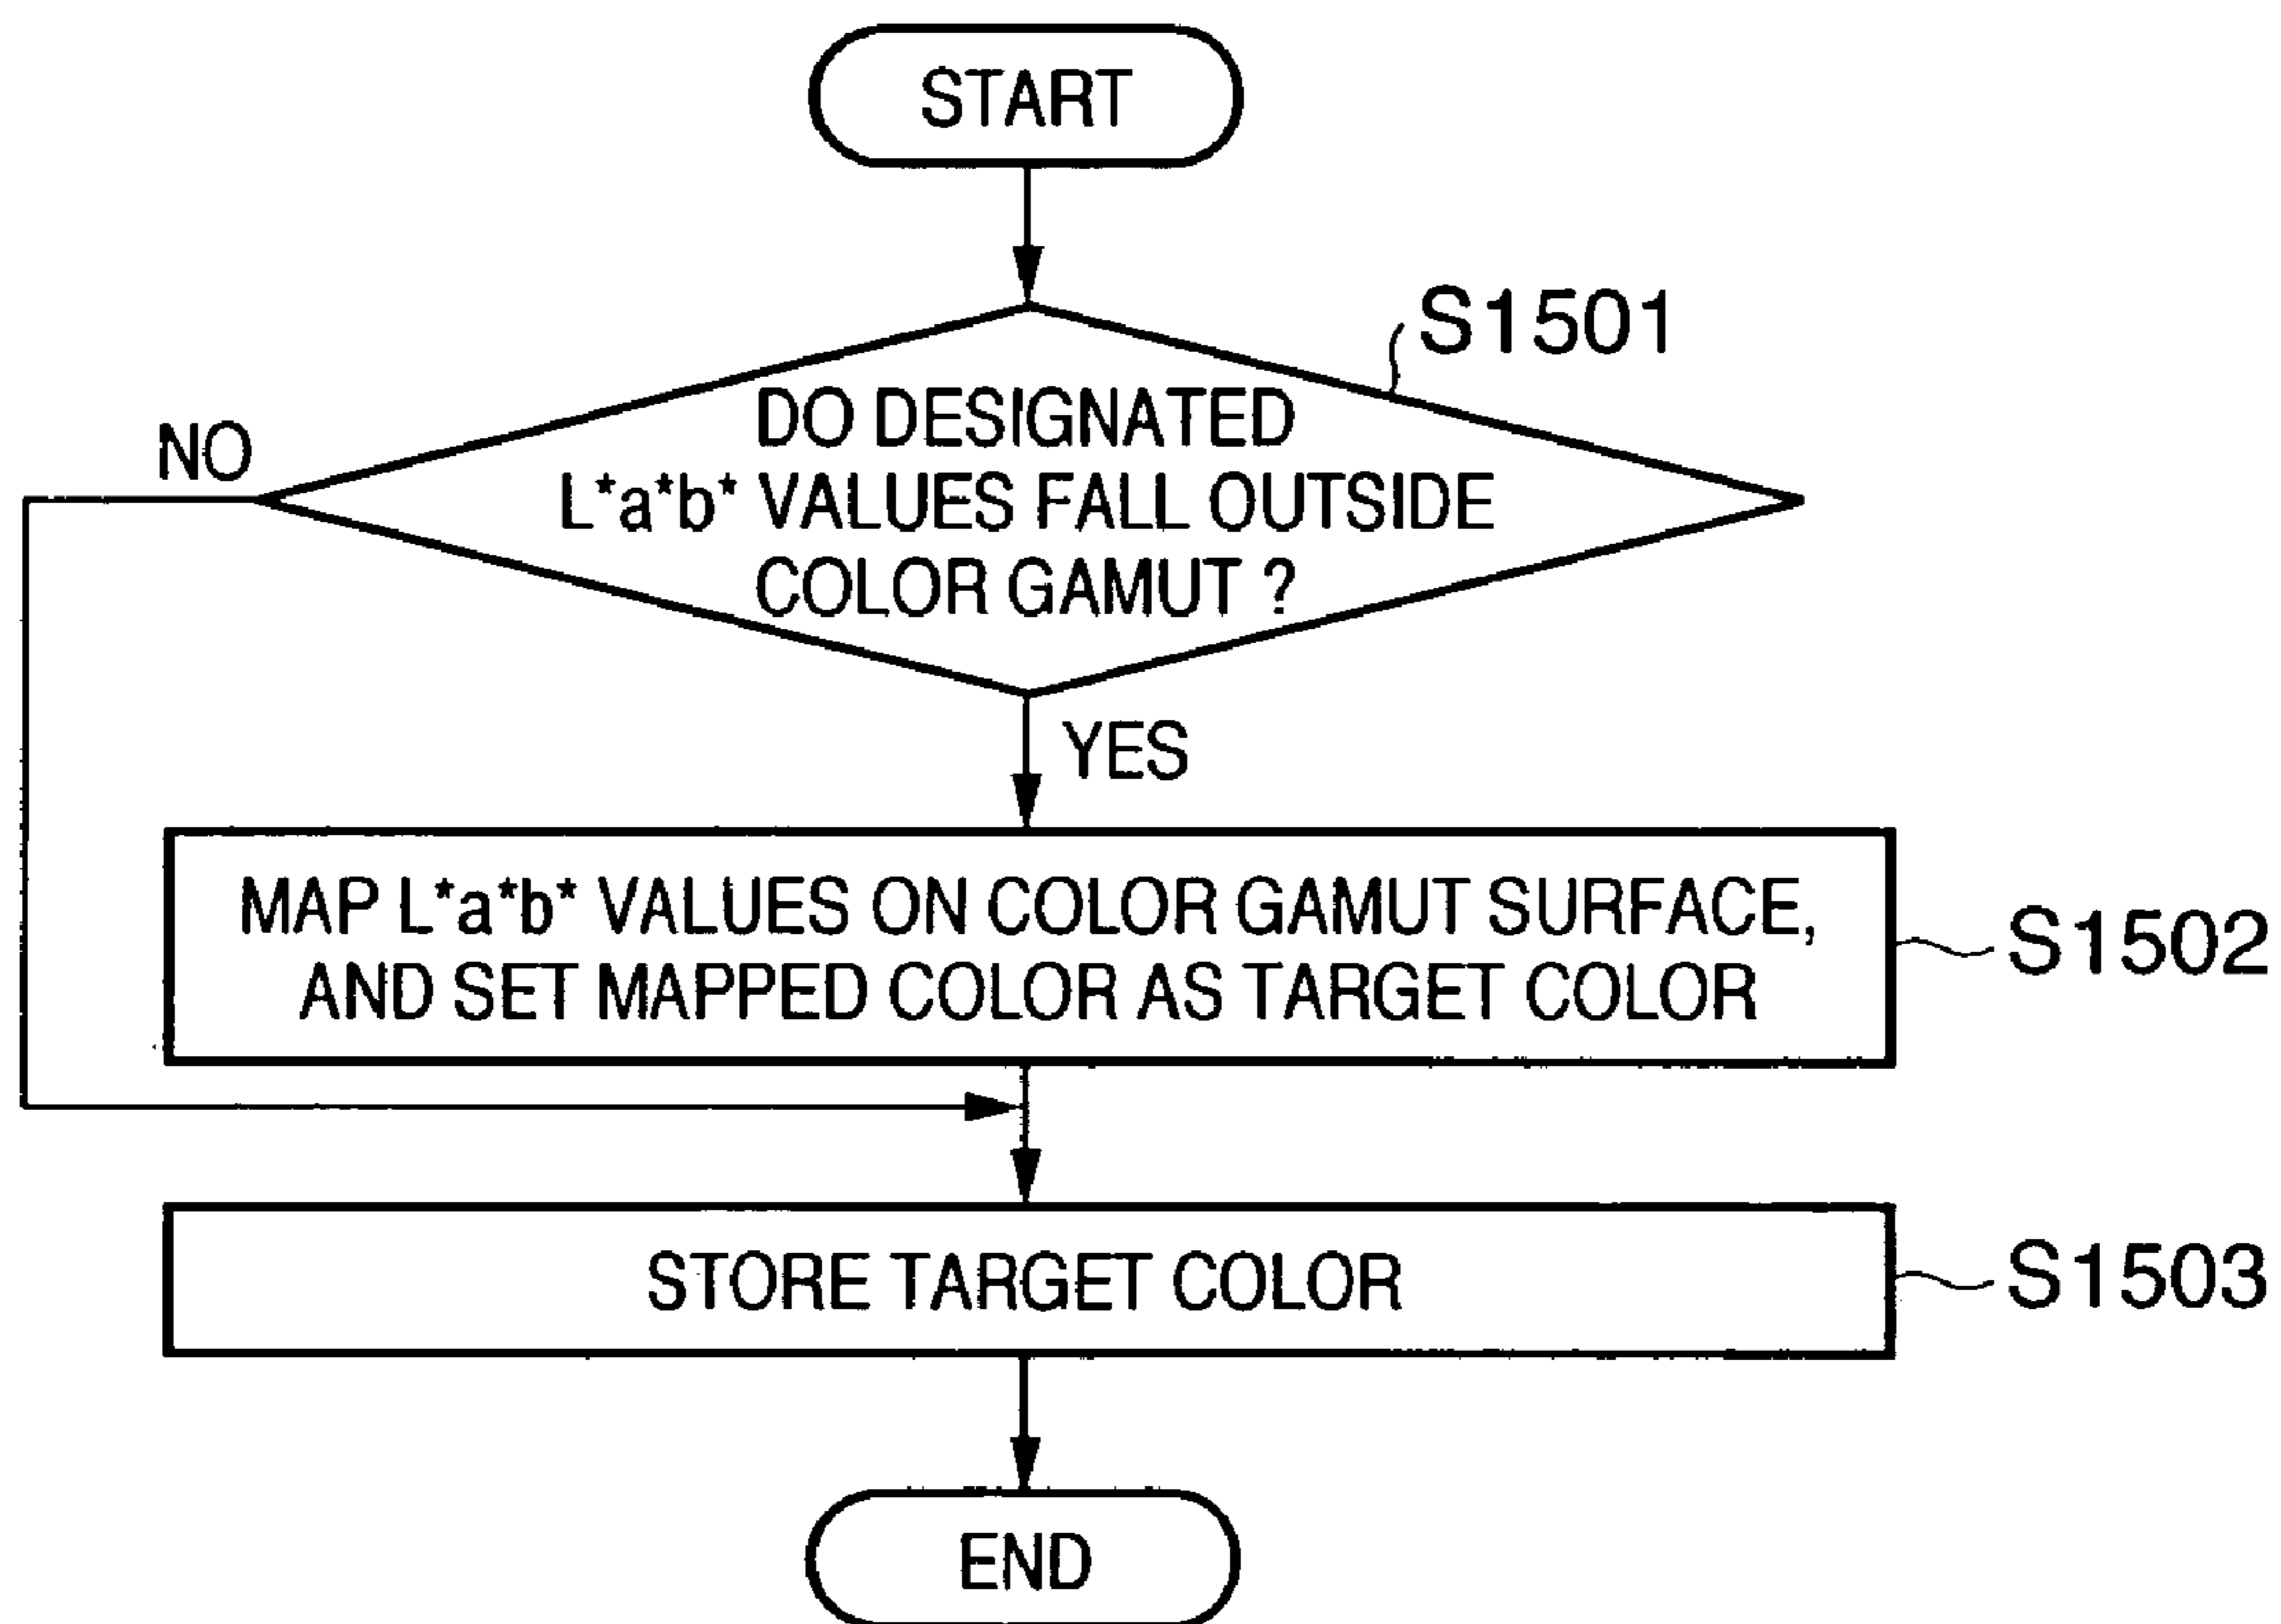 START
S1501
DO DESIGNATED
L*a*b* VALUES FALL OUTSIDE
COLOR GAMUT ?
NO
YES
MAP L*a*b* VALUES ON COLOR GAMUT SURFACE,
AND SET MAPPED COLOR AS TARGET COLOR
S1502
STORE TARGET COLOR
S1503
END